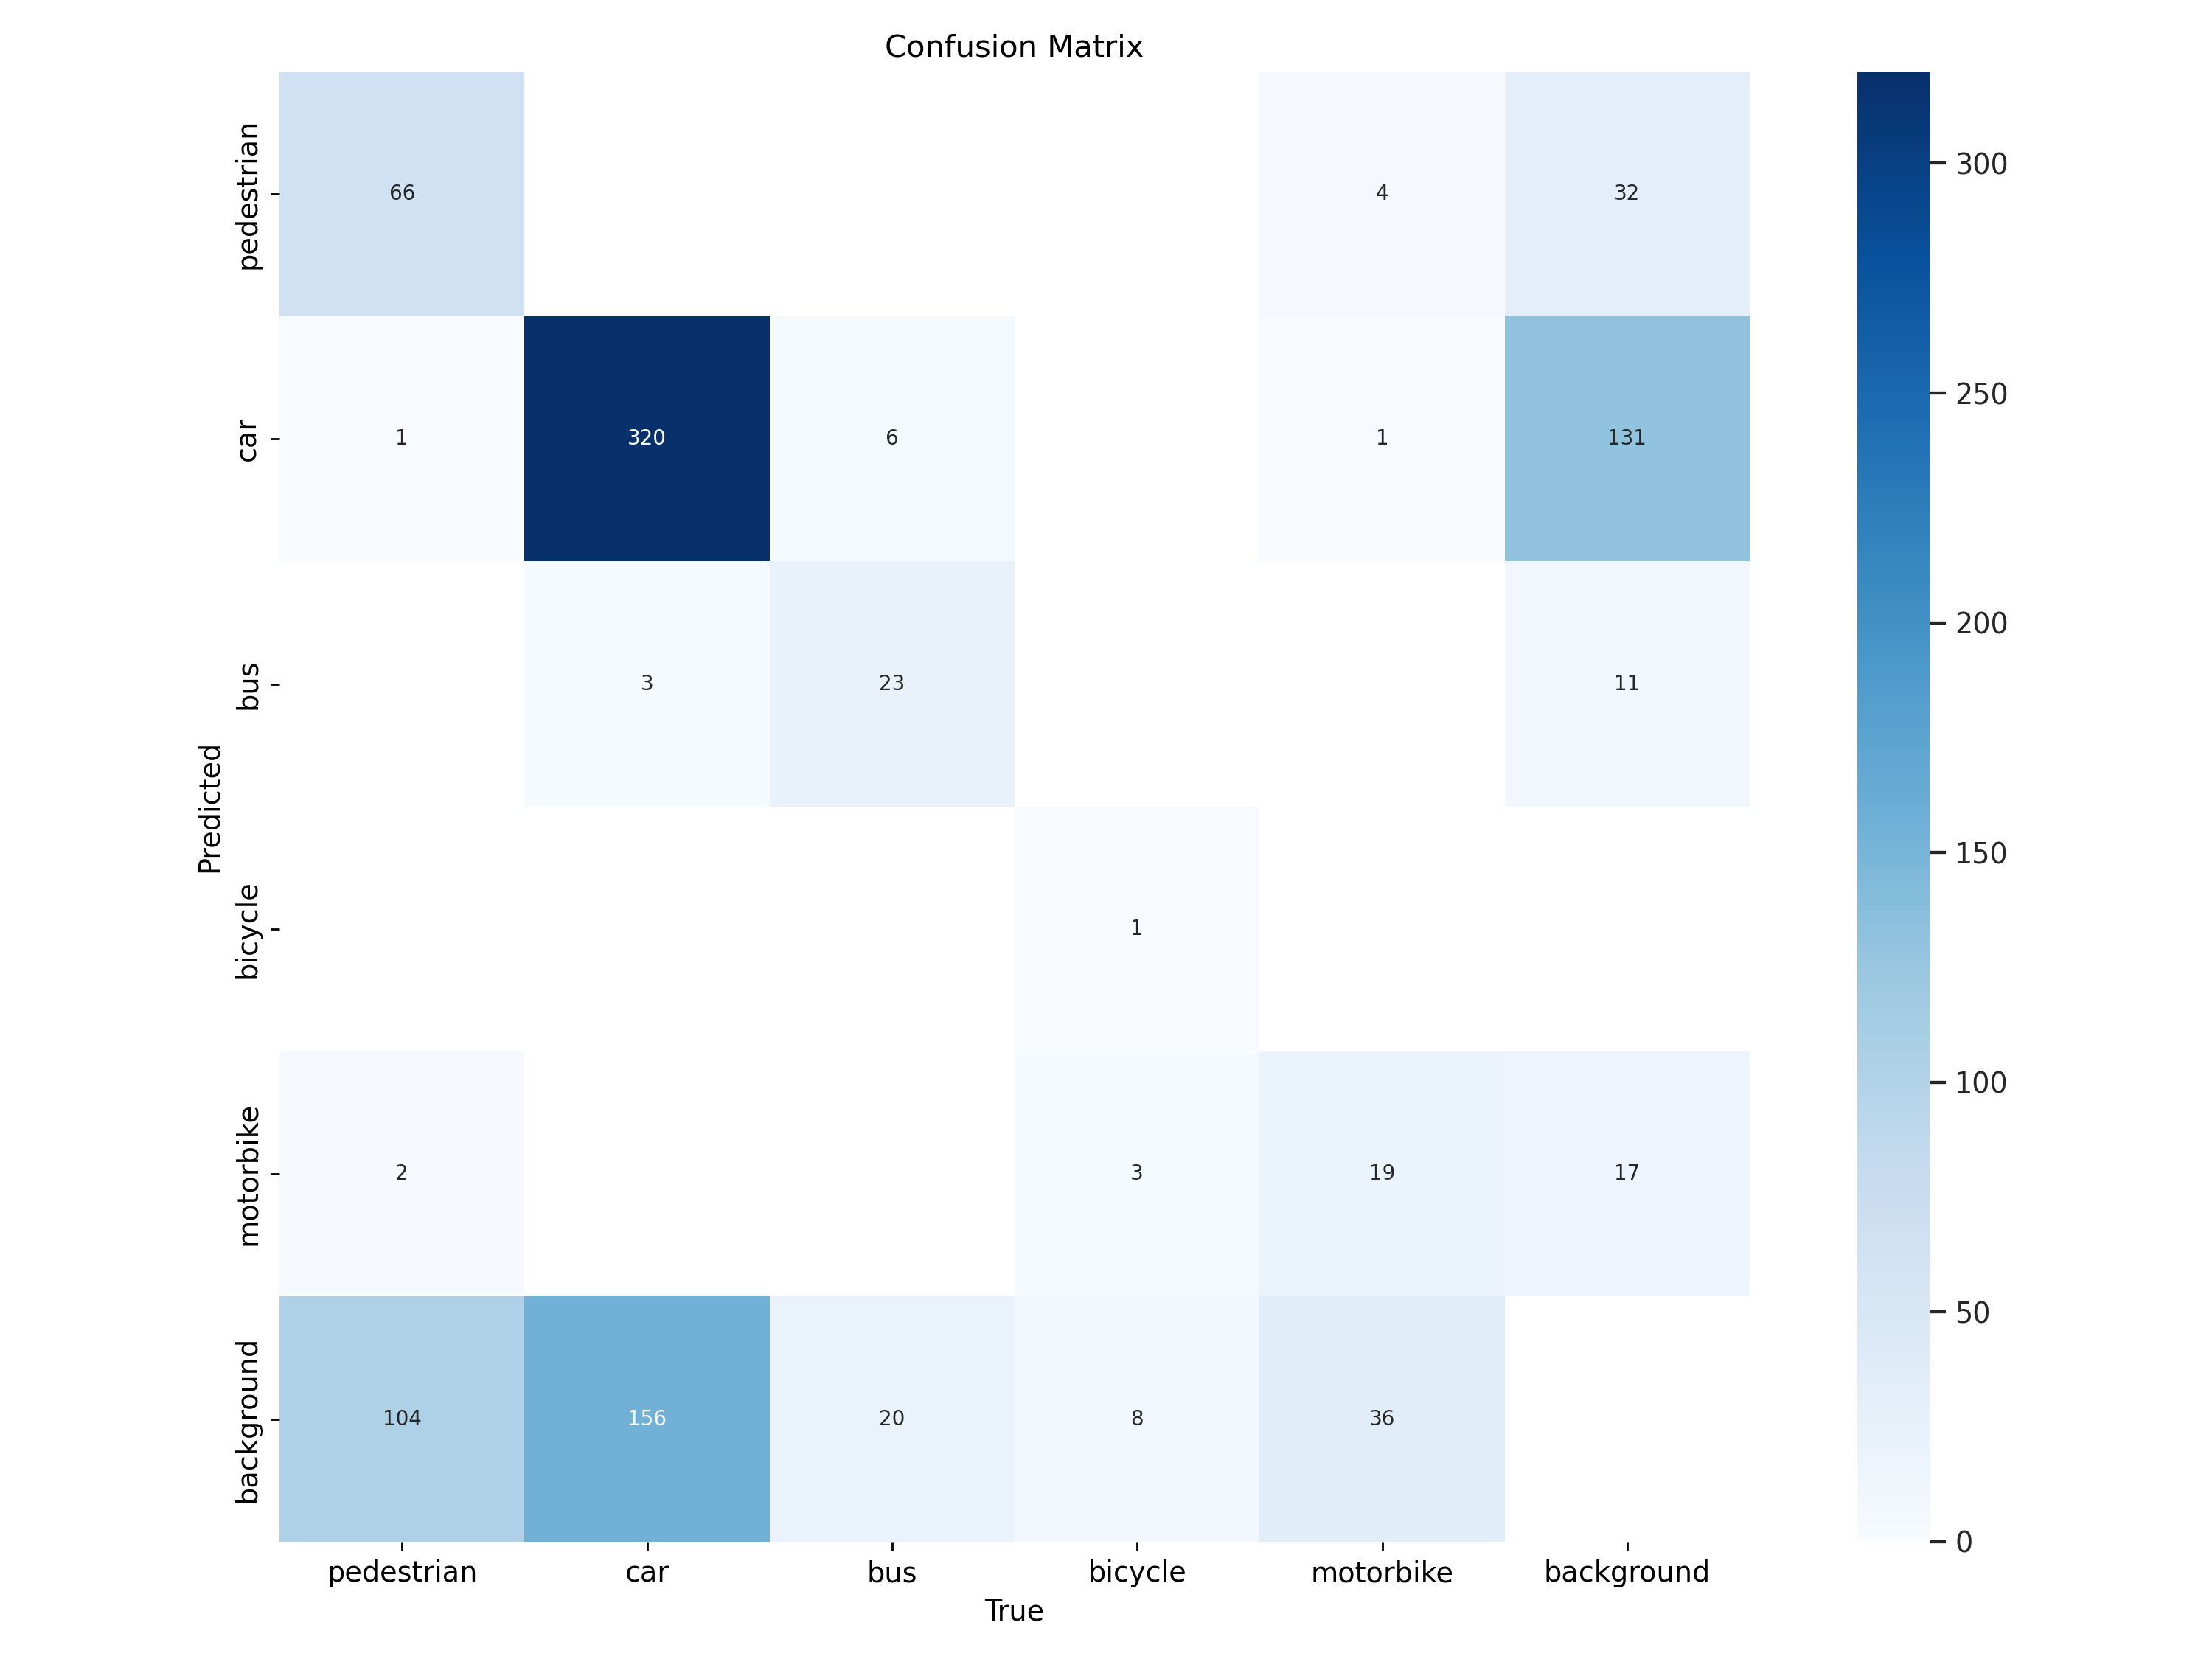 Confusion Matrix
pedestrian
66
4
32
300
car
1
320
6
1
131
250
bus
3
23
11
200
Predicted
150
bicycle
1
motorbike
2
3
19
17
100
background
104
156
20
8
36
50
0
pedestrian
car
bus
bicycle
motorbike
background
True